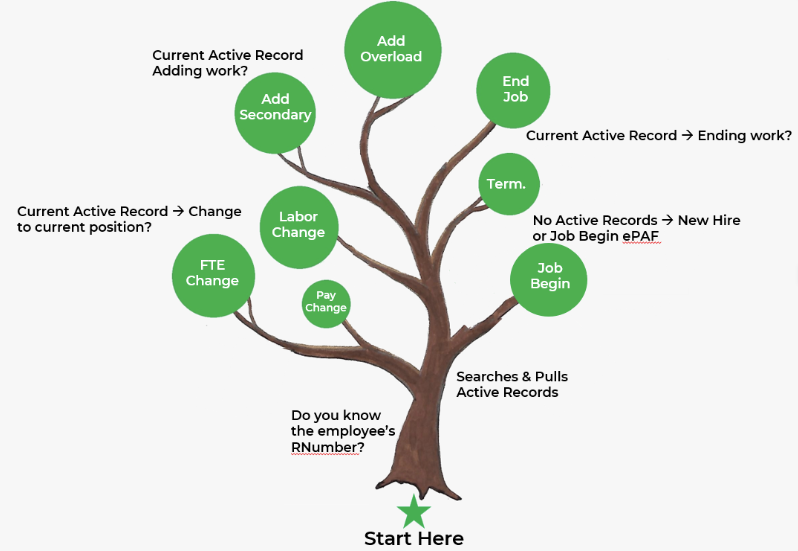 Add
Overload
Current Active Record
Adding work?
End
Job
Add
Secondary
Current Active Record → Ending work?
Term.
Current Active Record → Change
to current position?
Labor
Change
No Active Records → New Hire
or Job Begin ePAF
FTE
Change
Job
Begin
Pay
Change
Searches & Pulls
Active Records
Do you know
the employee's
RNumber?
Start Here